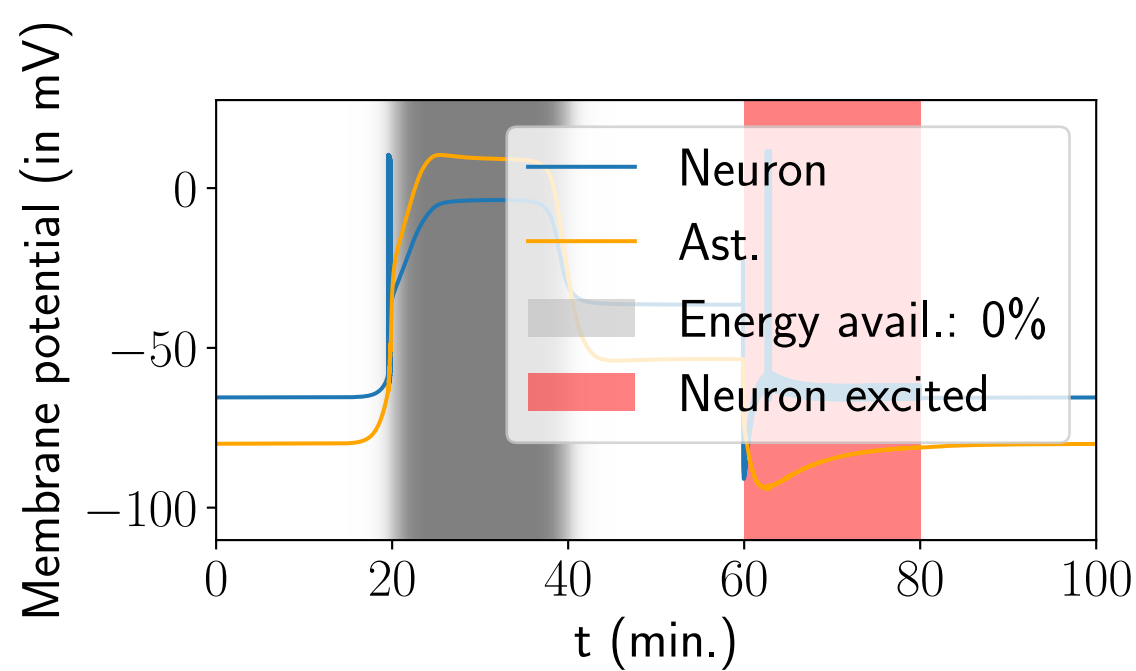 Membrane potential (in mV)
0
−50
−100
Neuron
Ast.
Energy avail.: 0%
Neuron excited
0 20 40 60 80 100
t (min.)